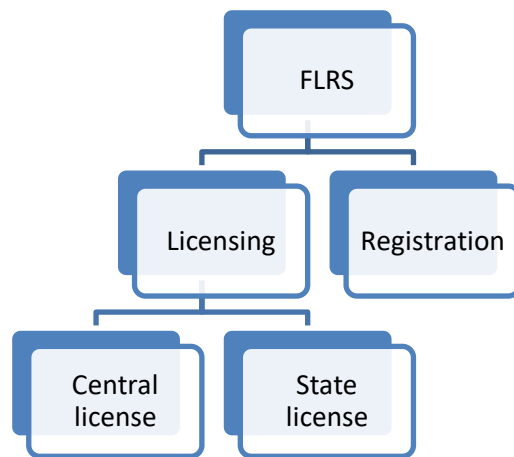 FLRS
Licensing
Registration
Central
license
State
license